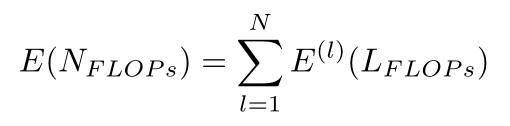 E(N_{FLOPs}) = \sum_{l=1}^{N} E^{(l)}(L_{FLOPs})